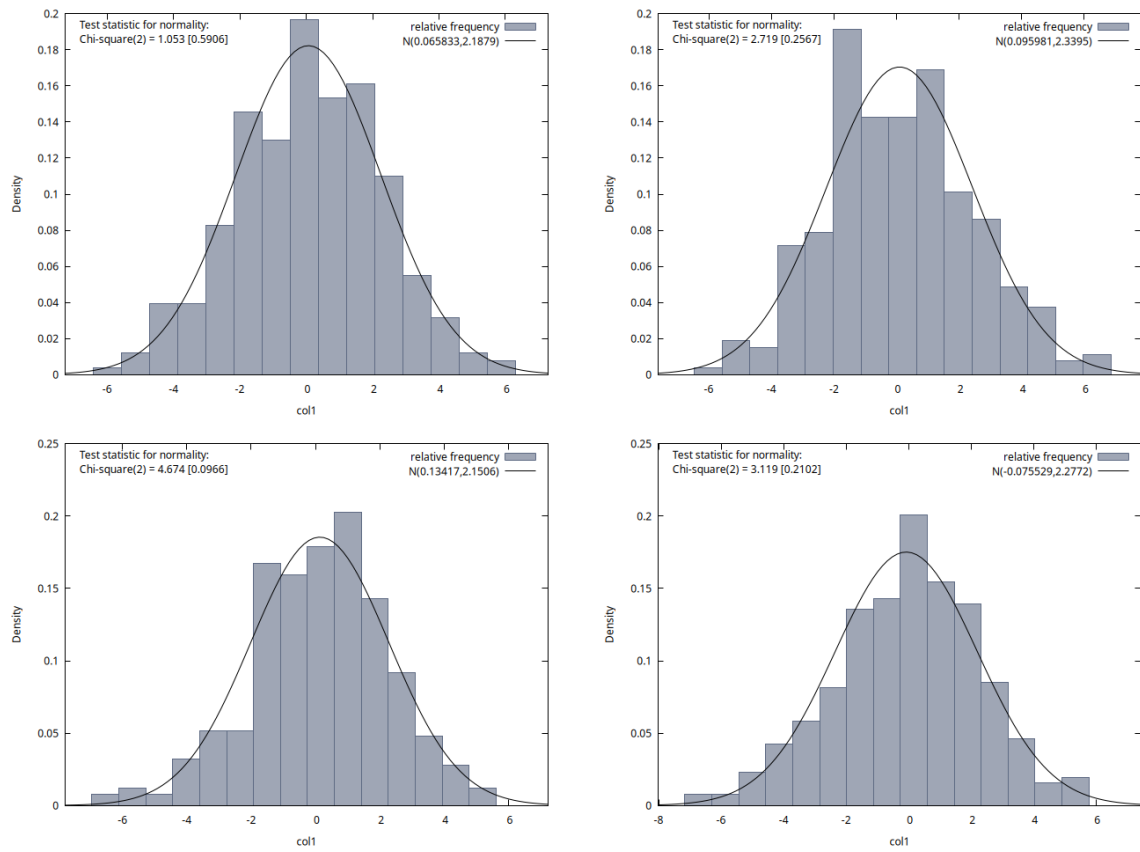 Test statistic for normality:
Chi-square(2) = 1.053 [0.5906]
relative frequency
N(0.065833,2.1879)
0.2
0.18
0.16
0.14
0.12
0.1
0.08
0.06
0.04
0.02
0
Density
-6 -4 -2 0 2 4 6
col1
Test statistic for normality:
Chi-square(2) = 2.719 [0.2567]
relative frequency
N(0.095981,2.3395)
0.2
0.18
0.16
0.14
0.12
0.1
0.08
0.06
0.04
0.02
0
Density
-6 -4 -2 0 2 4 6
col1
Test statistic for normality:
Chi-square(2) = 4.674 [0.0966]
relative frequency
N(0.13417,2.1506)
0.25
0.2
0.15
0.1
0.05
0
Density
-6 -4 -2 0 2 4 6
col1
Test statistic for normality:
Chi-square(2) = 3.119 [0.2102]
relative frequency
N(-0.075529,2.2772)
0.25
0.2
0.15
0.1
0.05
0
Density
-8 -6 -4 -2 0 2 4 6
col1